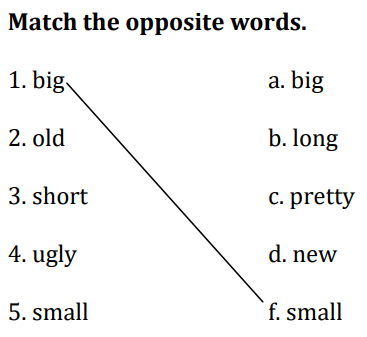 Match the opposite words.
1. big a. big
2. old b. long
3. short c. pretty
4. ugly d. new
5. small f. small